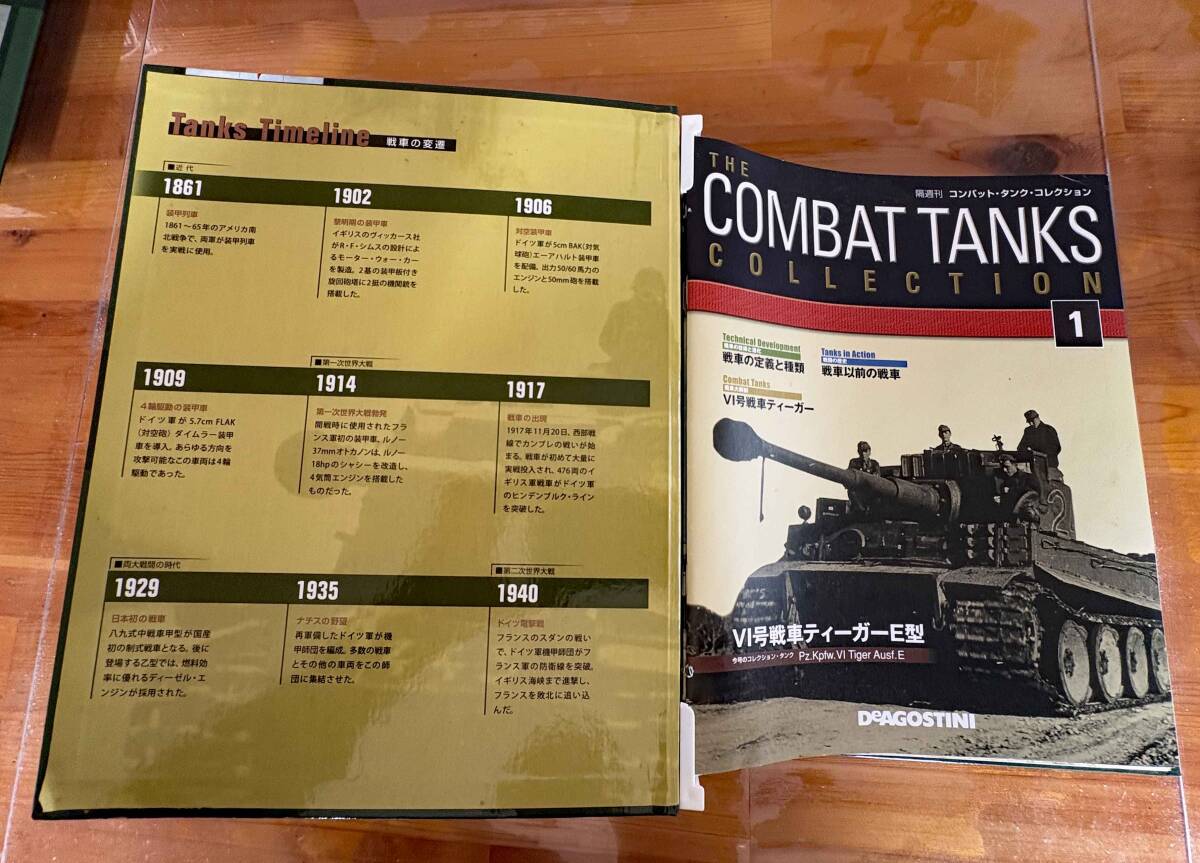 Tanks Timeline 戦車の変遷
■近代
1861
装甲列車
1861～65年のアメリカ南
北戦争で、両軍が装甲列車
を実戦に使用。
1902
黎明期の装甲車
イギリスのヴィッカース社
がR・F・シムスの設計によ
るモーター・ウォー・カー
を製造。2基の装甲板付き
旋回砲塔に2挺の機関銃を
搭載した。
1906
対空装甲車
ドイツ軍が5cm BAK(対気
球砲)エーアハルト装甲車
を配備。出力50/60馬力の
エンジンと50mm砲を搭載
した。
1909
4輪駆動の装甲車
ドイツ軍が5.7cm FLAK
(対空砲)ダイムラー装甲
車を導入。あらゆる方向を
攻撃可能なこの車両は4輪
駆動であった。
■第一次世界大戦
1914
第一次世界大戦勃発
開戦時に使用されたフラ
ンス軍初の装甲車、ルノー
37mmオトカノンは、ルノー
18hpのシャシーを改造し、
4気筒エンジンを搭載した
ものだった。
1917
戦車の出現
1917年11月20日、西部戦
線でカンブレの戦いが始
まる。戦車が初めて大量に
実戦投入され、476両のイ
ギリス軍戦車がドイツ軍
のヒンデンブルク・ライン
を突破した。
■両大戦間の時代
1929
日本初の戦車
八九式中戦車甲型が国産
初の制式戦車となる。後に
登場する乙型では、燃料効
率に優れるディーゼル・エ
ンジンが採用された。
1935
ナチスの野望
再軍備したドイツ軍が機
甲師団を編成。多数の戦車
とその他の車両をこの師
団に集結させた。
■第二次世界大戦
1940
ドイツ電撃戦
フランスのスダンの戦い
で、ドイツ軍機甲師団がフ
ランス軍の防衛線を突破。
イギリス海峡まで進撃し、
フランスを敗北に追い込
んだ。
THE
隔週刊 コンバット・タンク・コレクション
COMBAT TANKS
COLLECTION
1
Technical Development
戦車の定義と種類
Tanks in Action
戦車以前の戦車
Combat Tanks
VI号戦車ティーガー
VI号戦車ティーガーE型
今号のコレクション・タンク Pz.Kpfw.VI Tiger Ausf.E
DeAGOSTINI